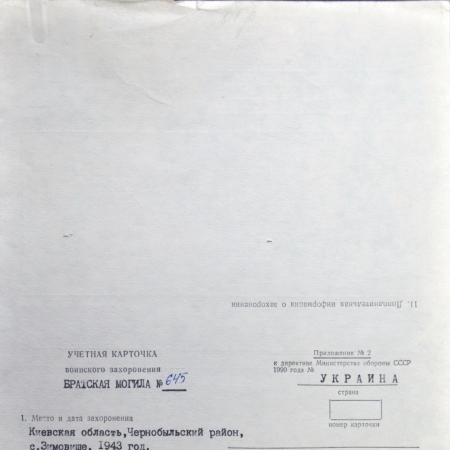 11. Дополнительная информация о захоронении
УЧЕТНАЯ КАРТОЧКА
воинского захоронения
БРАТСКАЯ МОГИЛА № 645
Приложение № 2
к директиве Министерства обороны СССР
1990 года №
УКРАИНА
страна
номер карточки
1. Место и дата захоронения
Киевская область,Чернобыльский район,
с.Зимовище, 1943 год.